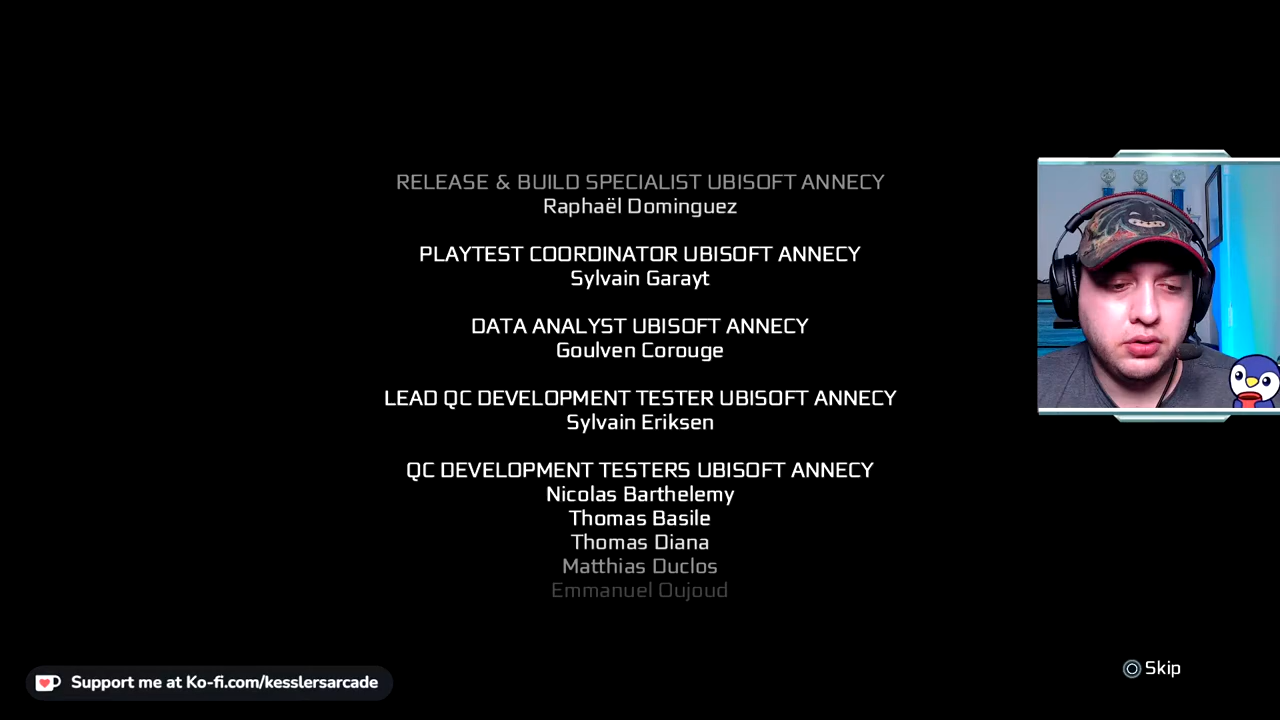 RELEASE & BUILD SPECIALIST UBISOFT ANNECY
Raphaël Dominguez
PLAYTEST COORDINATOR UBISOFT ANNECY
Sylvain Garayt
DATA ANALYST UBISOFT ANNECY
Goulven Corouge
LEAD QC DEVELOPMENT TESTER UBISOFT ANNECY
Sylvain Eriksen
QC DEVELOPMENT TESTERS UBISOFT ANNECY
Nicolas Barthelemy
Thomas Basile
Thomas Diana
Matthias Duclos
Emmanuel Oujoud
Skip
Support me at Ko-fi.com/kesslersarcade